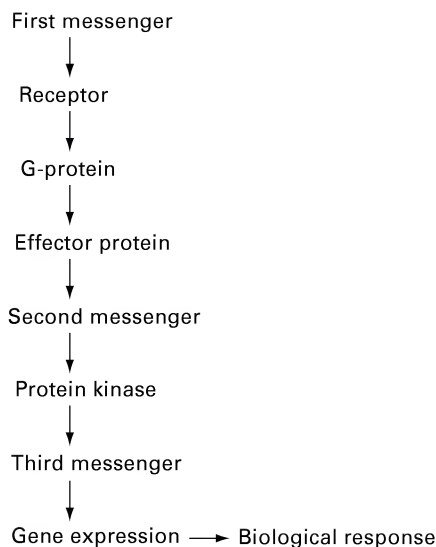 First messenger
Receptor
G-protein
Effector protein
Second messenger
Protein kinase
Third messenger
Gene expression Biological response